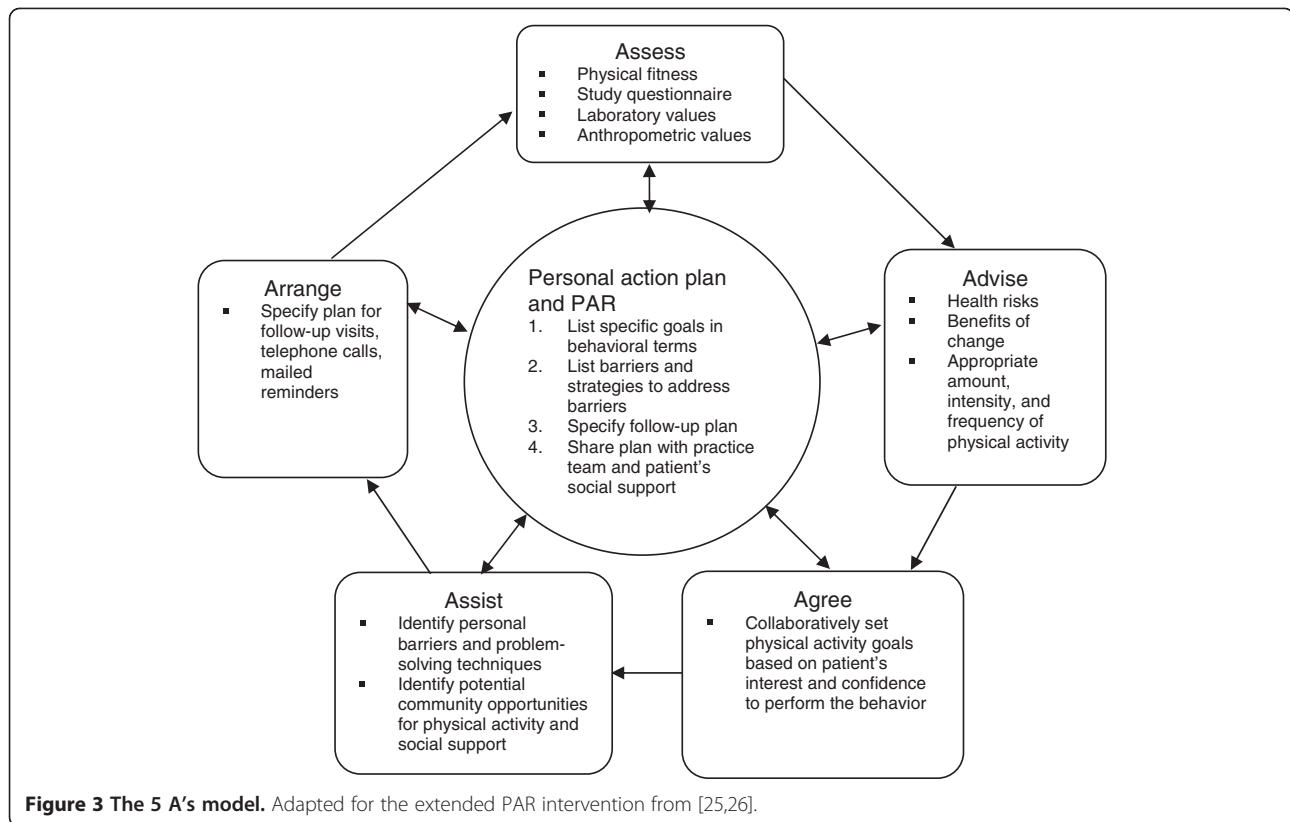 Assess
▪ Physical fitness
▪ Study questionnaire
▪ Laboratory values
▪ Anthropometric values
Arrange
▪ Specify plan for
follow-up visits,
telephone calls,
mailed
reminders
Personal action plan
and PAR
1. List specific goals in
behavioral terms
2. List barriers and
strategies to address
barriers
3. Specify follow-up plan
4. Share plan with practice
team and patient's
social support
Advise
▪ Health risks
▪ Benefits of
change
▪ Appropriate
amount,
intensity, and
frequency of
physical activity
Assist
▪ Identify personal
barriers and problem-
solving techniques
▪ Identify potential
community opportunities
for physical activity and
social support
Agree
▪ Collaboratively set
physical activity goals
based on patient's
interest and confidence
to perform the behavior
Figure 3 The 5 A's model. Adapted for the extended PAR intervention from [25,26].